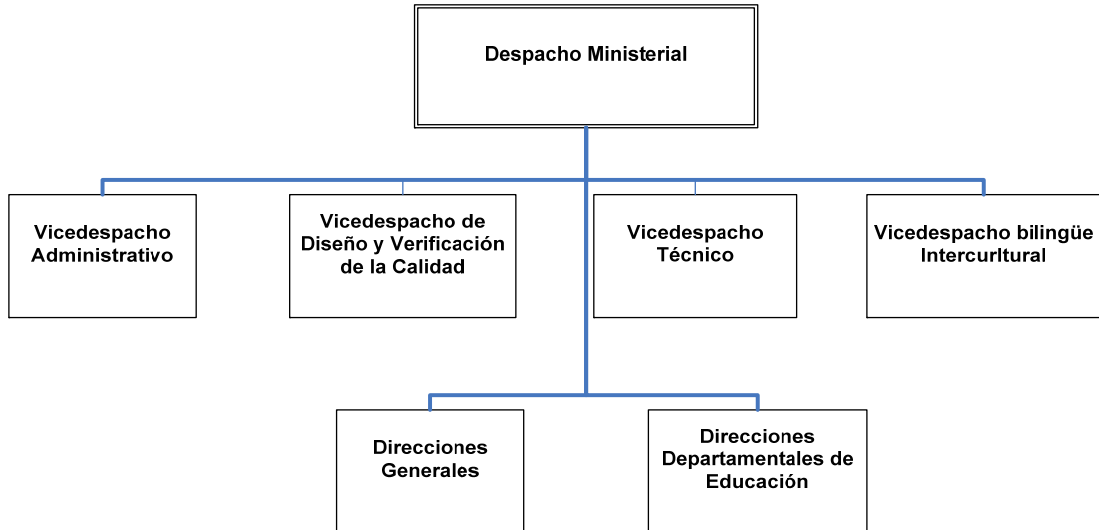 Despacho Ministerial
Vicedespacho
Administrativo
Vicedespacho de
Diseño y Verificación
de la Calidad
Vicedespacho
Técnico
Vicedespacho bilingüe
Intercurltural
Direcciones
Generales
Direcciones
Departamentales de
Educación